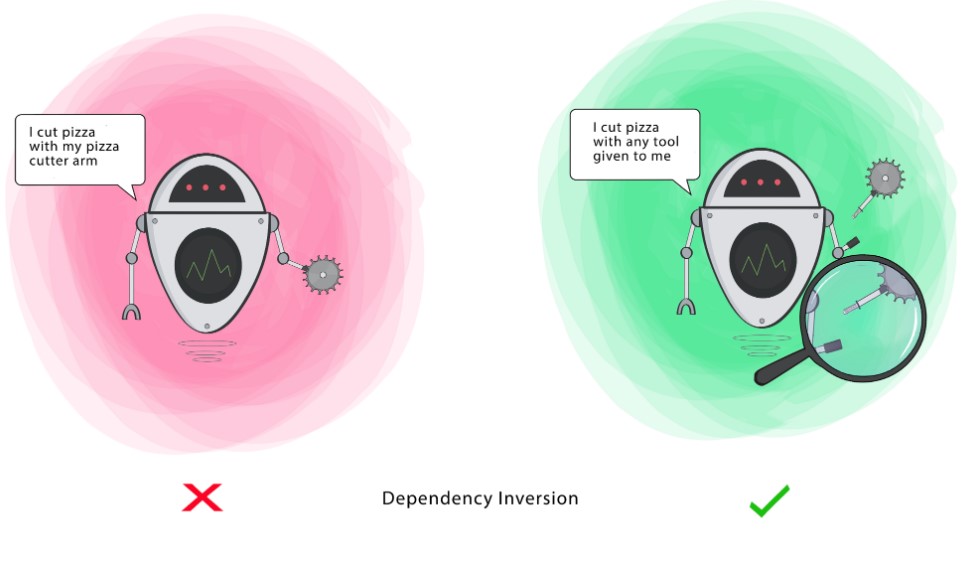 I cut pizza
with my pizza
cutter arm
I cut pizza
with any tool
given to me
Dependency Inversion